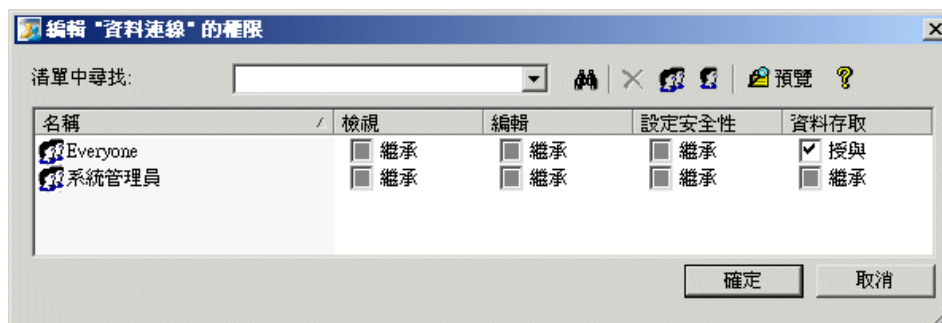 編輯 "資料連線" 的權限
清單中尋找:
預覽
名稱 檢視 編輯 設定安全性 資料存取
Everyone 繼承 繼承 繼承 授與
系統管理員 繼承 繼承 繼承 繼承
確定 取消